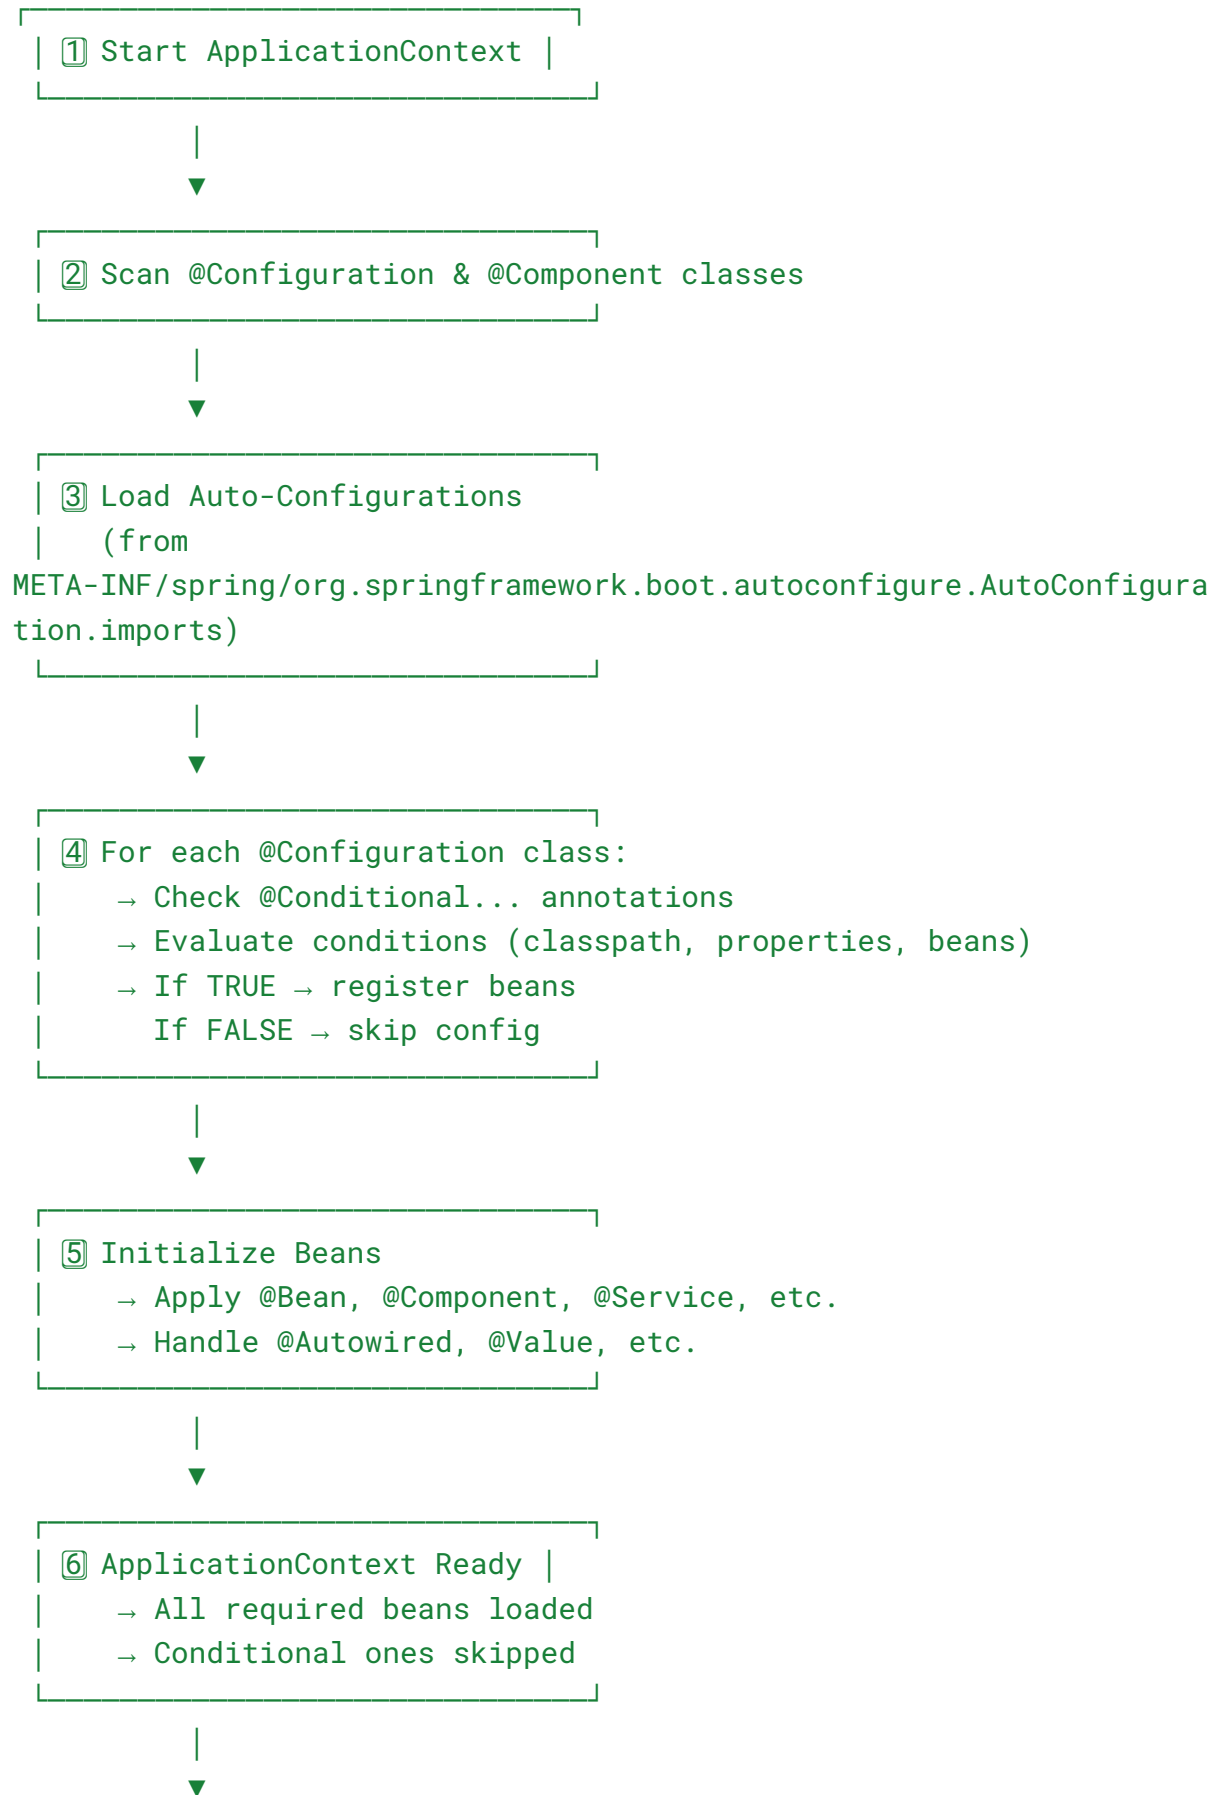 ┌───────────────────────────────┐
│ 1️⃣ Start ApplicationContext │
└───────────────────────────────┘
│
▼
┌───────────────────────────────┐
│ 2️⃣ Scan @Configuration & @Component classes
└───────────────────────────────┘
│
▼
┌───────────────────────────────┐
│ 3️⃣ Load Auto-Configurations
│ (from
META-INF/spring/org.springframework.boot.autoconfigure.AutoConfigura
tion.imports)
└───────────────────────────────┘
│
▼
┌───────────────────────────────┐
│ 4️⃣ For each @Configuration class:
│ → Check @Conditional... annotations
│ → Evaluate conditions (classpath, properties, beans)
│ → If TRUE → register beans
│ If FALSE → skip config
└───────────────────────────────┘
│
▼
┌───────────────────────────────┐
│ 5️⃣ Initialize Beans
│ → Apply @Bean, @Component, @Service, etc.
│ → Handle @Autowired, @Value, etc.
└───────────────────────────────┘
│
▼
┌───────────────────────────────┐
│ 6️⃣ ApplicationContext Ready │
│ → All required beans loaded
│ → Conditional ones skipped
└───────────────────────────────┘
│
▼